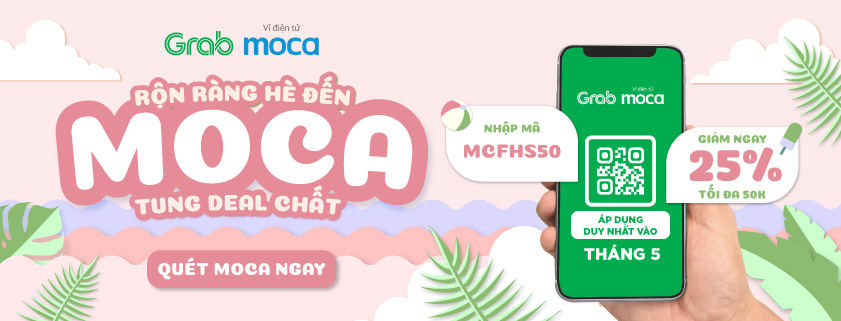 Ví điện tử
Grab moca
RỘN RÀNG HÈ ĐẾN
MOCA
TUNG DEAL CHẤT
QUÉT MOCA NGAY
NHẬP MÃ
MCFHS50
Ví điện tử
Grab moca
ÁP DỤNG
DUY NHẤT VÀO
THÁNG 5
GIẢM NGAY
25%
TỐI ĐA 50K